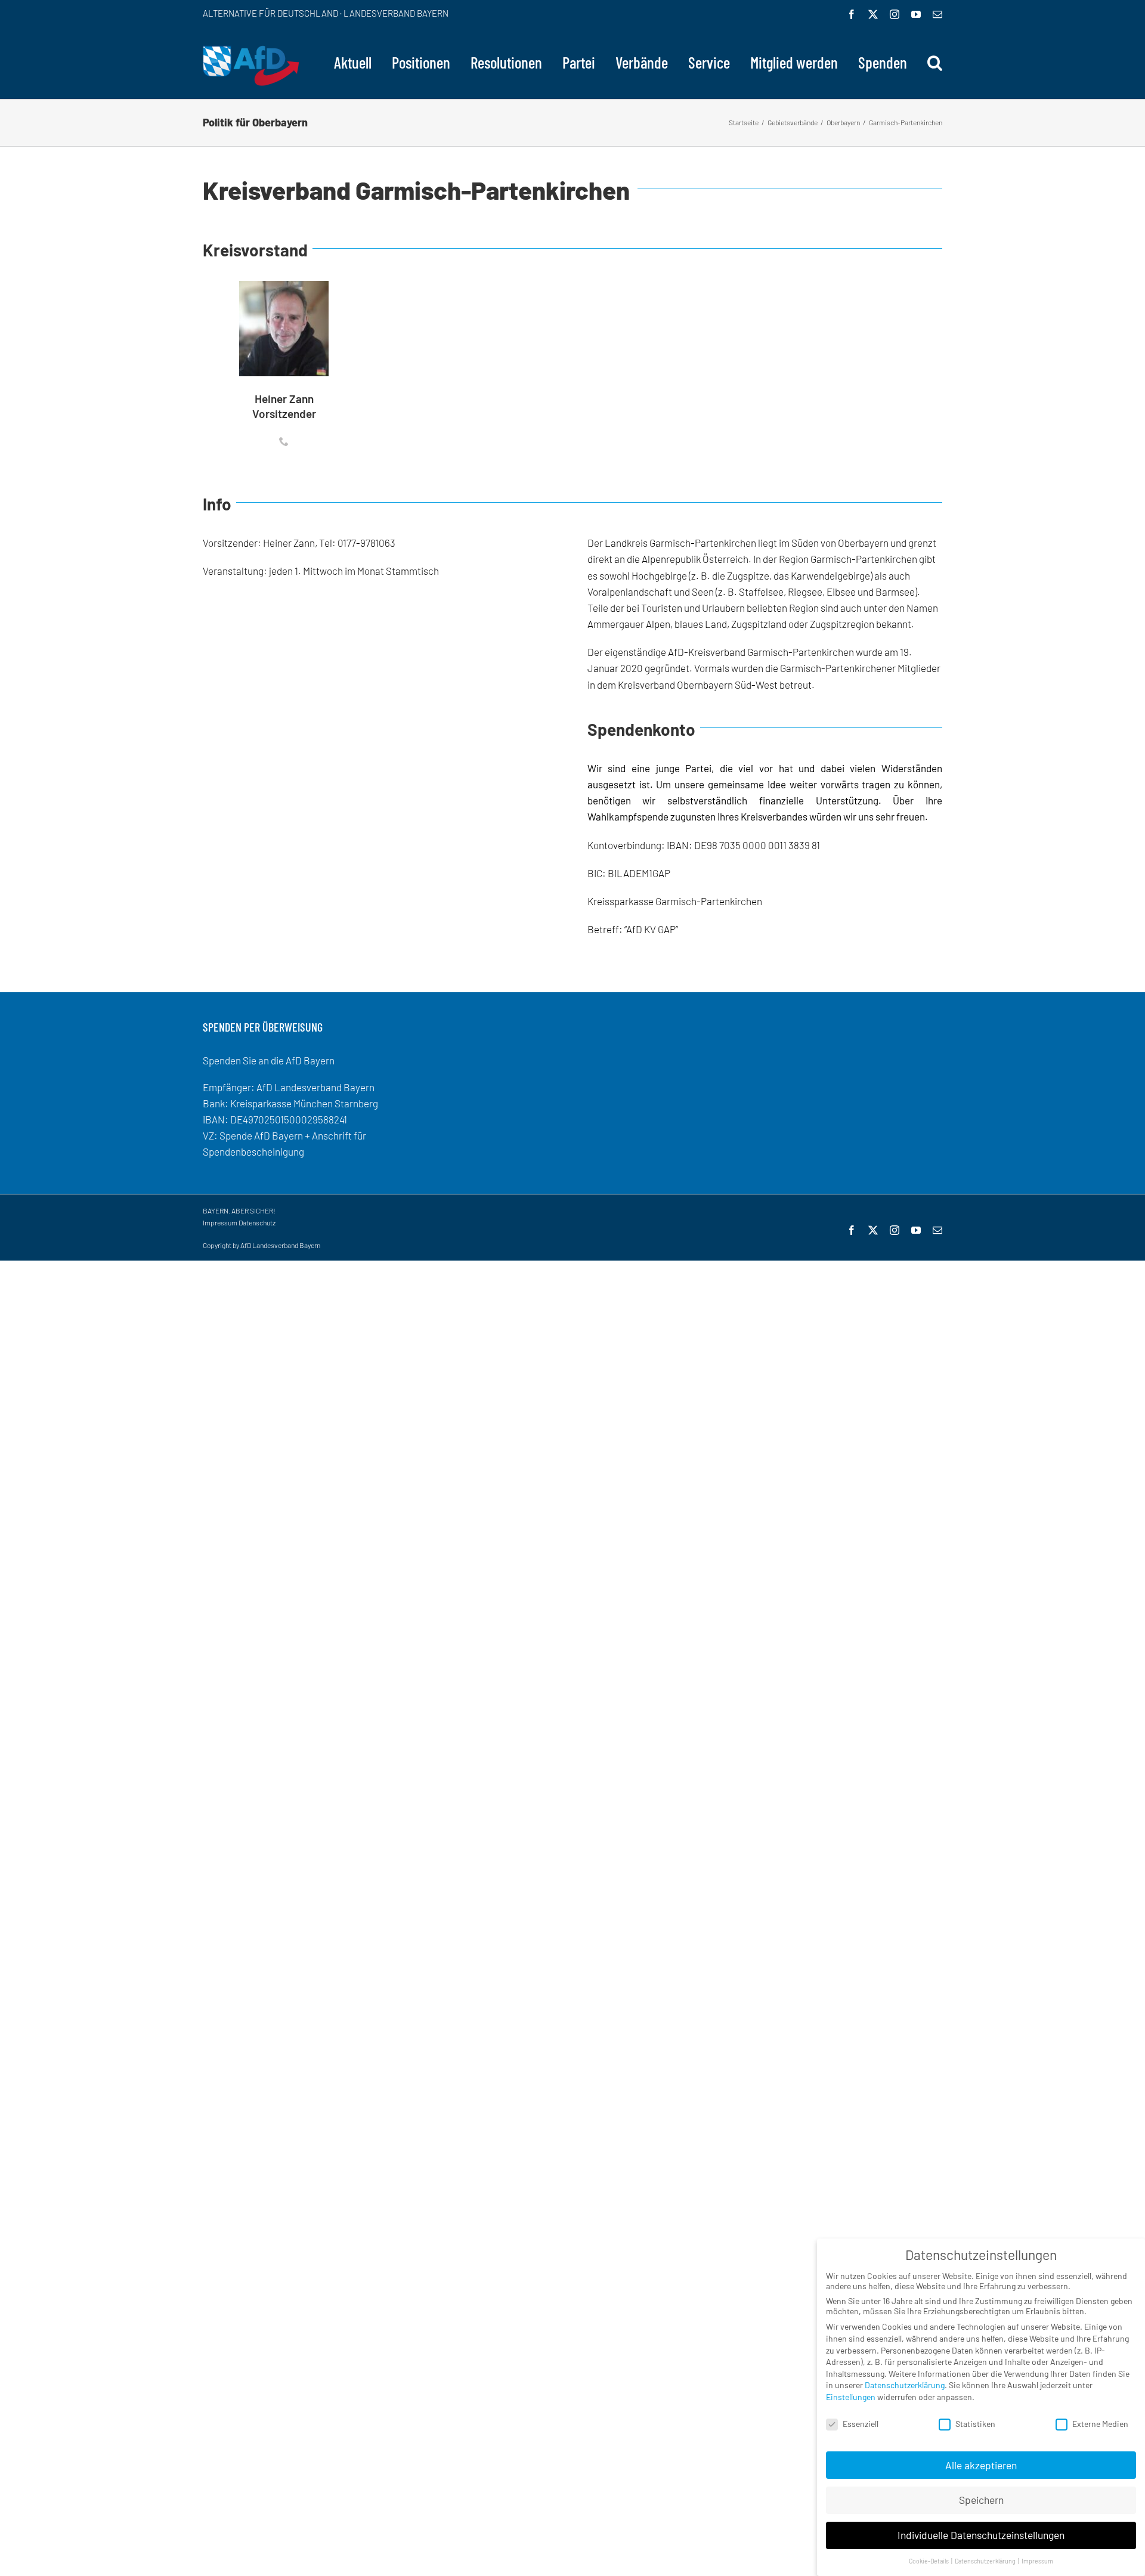 ALTERNATIVE FÜR DEUTSCHLAND · LANDESVERBAND BAYERN
AfD
Aktuell
Positionen
Resolutionen
Partei
Verbände
Service
Mitglied werden
Spenden
Politik für Oberbayern
Startseite / Gebietsverbände / Oberbayern / Garmisch-Partenkirchen
Kreisverband Garmisch-Partenkirchen
Kreisvorstand
Heiner Zann
Vorsitzender
Info
Vorsitzender: Heiner Zann, Tel: 0177-9781063
Veranstaltung: jeden 1. Mittwoch im Monat Stammtisch
Der Landkreis Garmisch-Partenkirchen liegt im Süden von Oberbayern und grenzt
direkt an die Alpenrepublik Österreich. In der Region Garmisch-Partenkirchen gibt
es sowohl Hochgebirge (z. B. die Zugspitze, das Karwendelgebirge) als auch
Voralpenlandschaft und Seen (z. B. Staffelsee, Riegsee, Eibsee und Barmsee).
Teile der bei Touristen und Urlaubern beliebten Region sind auch unter den Namen
Ammergauer Alpen, blaues Land, Zugspitzland oder Zugspitzregion bekannt.
Der eigenständige AfD-Kreisverband Garmisch-Partenkirchen wurde am 19.
Januar 2020 gegründet. Vormals wurden die Garmisch-Partenkirchener Mitglieder
in dem Kreisverband Obernbayern Süd-West betreut.
Spendenkonto
Wir sind eine junge Partei, die viel vor hat und dabei vielen Widerständen
ausgesetzt ist. Um unsere gemeinsame Idee weiter vorwärts tragen zu können,
benötigen wir selbstverständlich finanzielle Unterstützung. Über Ihre
Wahlkampfspende zugunsten Ihres Kreisverbandes würden wir uns sehr freuen.
Kontoverbindung: IBAN: DE98 7035 0000 0011 3839 81
BIC: BILADEM1GAP
Kreissparkasse Garmisch-Partenkirchen
Betreff: "AfD KV GAP"
SPENDEN PER ÜBERWEISUNG
Spenden Sie an die AfD Bayern
Empfänger: AfD Landesverband Bayern
Bank: Kreisparkasse München Starnberg
IBAN: DE49702501500029588241
VZ: Spende AfD Bayern + Anschrift für
Spendenbescheinigung
BAYERN. ABER SICHER!
Impressum Datenschutz
Copyright by AfD Landesverband Bayern
Datenschutzeinstellungen
Wir nutzen Cookies auf unserer Website. Einige von ihnen sind essenziell, während
andere uns helfen, diese Website und Ihre Erfahrung zu verbessern.
Wenn Sie unter 16 Jahre alt sind und Ihre Zustimmung zu freiwilligen Diensten geben
möchten, müssen Sie Ihre Erziehungsberechtigten um Erlaubnis bitten.
Wir verwenden Cookies und andere Technologien auf unserer Website. Einige von
ihnen sind essenziell, während andere uns helfen, diese Website und Ihre Erfahrung
zu verbessern. Personenbezogene Daten können verarbeitet werden (z. B. IP-
Adressen), z. B. für personalisierte Anzeigen und Inhalte oder Anzeigen- und
Inhaltsmessung. Weitere Informationen über die Verwendung Ihrer Daten finden Sie
in unserer Datenschutzerklärung. Sie können Ihre Auswahl jederzeit unter
Einstellungen widerrufen oder anpassen.
Essenziell
Statistiken
Externe Medien
Alle akzeptieren
Speichern
Individuelle Datenschutzeinstellungen
Cookie-Details | Datenschutzerklärung | Impressum